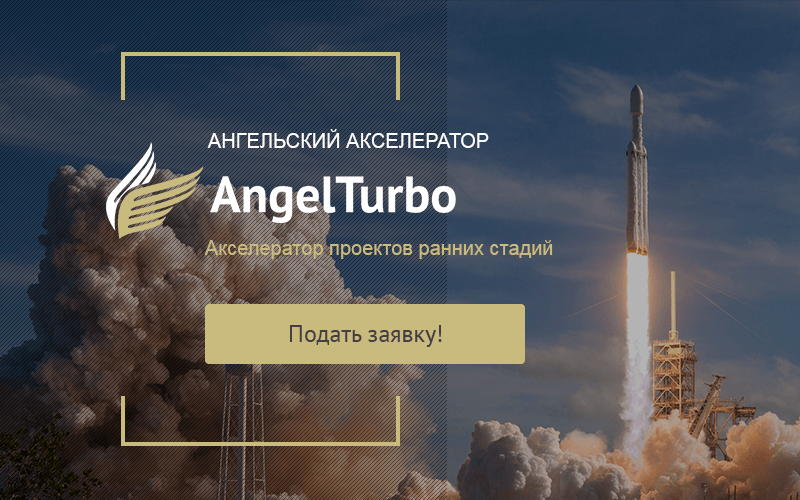 АНГЕЛЬСКИЙ АКСЕЛЕРАТОР
AngelTurbo
Акселератор проектов ранних стадий
Подать заявку!